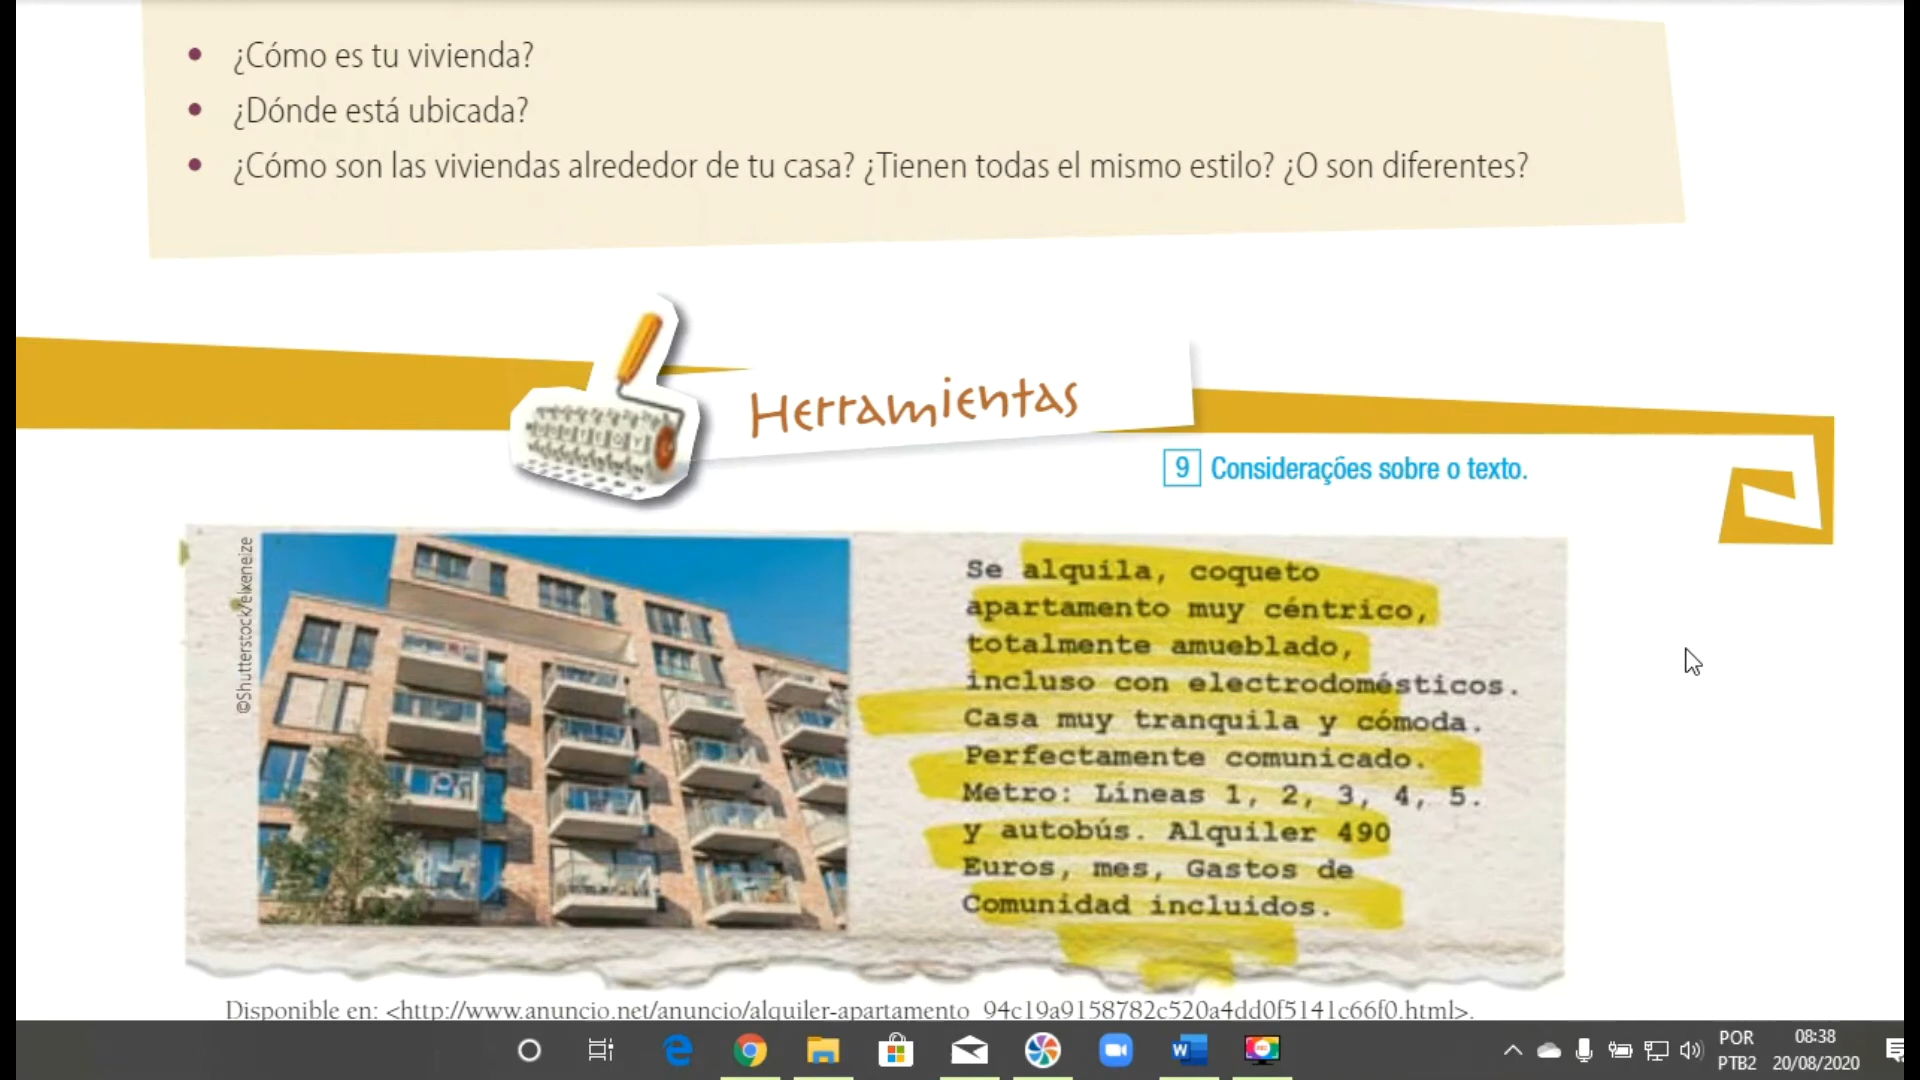 • ¿Cómo es tu vivienda?
• ¿Dónde está ubicada?
• ¿Cómo son las viviendas alrededor de tu casa? ¿Tienen todas el mismo estilo? ¿O son diferentes?
Herramientas
9 Considerações sobre o texto.
©Shutterstock/elxeneize
Se alquila, coqueto
apartamento muy céntrico,
totalmente amueblado,
incluso con electrodomésticos.
Casa muy tranquila y cómoda.
Perfectamente comunicado.
Metro: Líneas 1, 2, 3, 4, 5.
y autobús. Alquiler 490
Euros, mes, Gastos de
Comunidad incluidos.
Disponible en: <http://www.anuncio.net/anuncio/alquiler-apartamento_94c19a9158782c520a4dd0f5141c66f0.html>.
POR 08:38
PTB2 20/08/2020